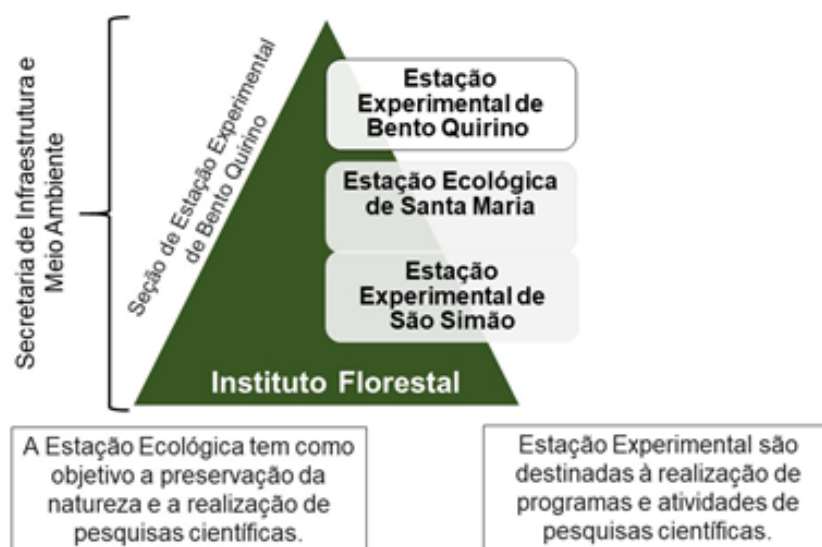 Secretaria de Infraestrutura e
Meio Ambiente
Seção de Estação Experimental
de Bento Quirino
Estação
Experimental de
Bento Quirino
Estação Ecológica
de Santa Maria
Estação
Experimental de
São Simão
Instituto Florestal
A Estação Ecológica tem como
objetivo a preservação da
natureza e a realização de
pesquisas científicas.
Estação Experimental são
destinadas à realização de
programas e atividades de
pesquisas científicas.